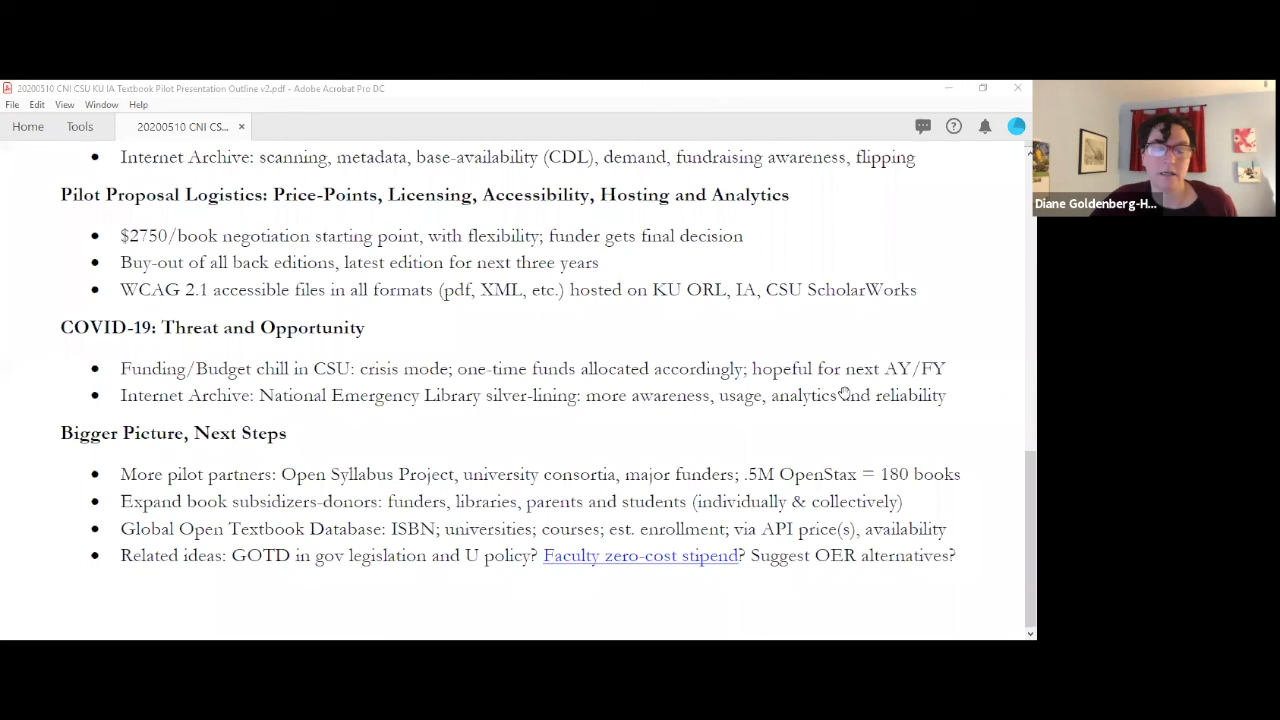 20200510 CNI CSU KU IA Textbook Pilot Presentation Outline v2.pdf - Adobe Acrobat Pro DC
File Edit View Window Help
Home Tools 20200510 CNI CS... ×
• Internet Archive: scanning, metadata, base-availability (CDL), demand, fundraising awareness, flipping
Pilot Proposal Logistics: Price-Points, Licensing, Accessibility, Hosting and Analytics
• $2750/book negotiation starting point, with flexibility; funder gets final decision
• Buy-out of all back editions, latest edition for next three years
• WCAG 2.1 accessible files in all formats (pdf, XML, etc.) hosted on KU ORL, IA, CSU ScholarWorks
COVID-19: Threat and Opportunity
• Funding/Budget chill in CSU: crisis mode; one-time funds allocated accordingly; hopeful for next AY/FY
• Internet Archive: National Emergency Library silver-lining: more awareness, usage, analytics and reliability
Bigger Picture, Next Steps
• More pilot partners: Open Syllabus Project, university consortia, major funders; .5M OpenStax = 180 books
• Expand book subsidizers-donors: funders, libraries, parents and students (individually & collectively)
• Global Open Textbook Database: ISBN; universities; courses; est. enrollment; via API price(s), availability
• Related ideas: GOTD in gov legislation and U policy? Faculty zero-cost stipend? Suggest OER alternatives?
Diane Goldenberg-H...